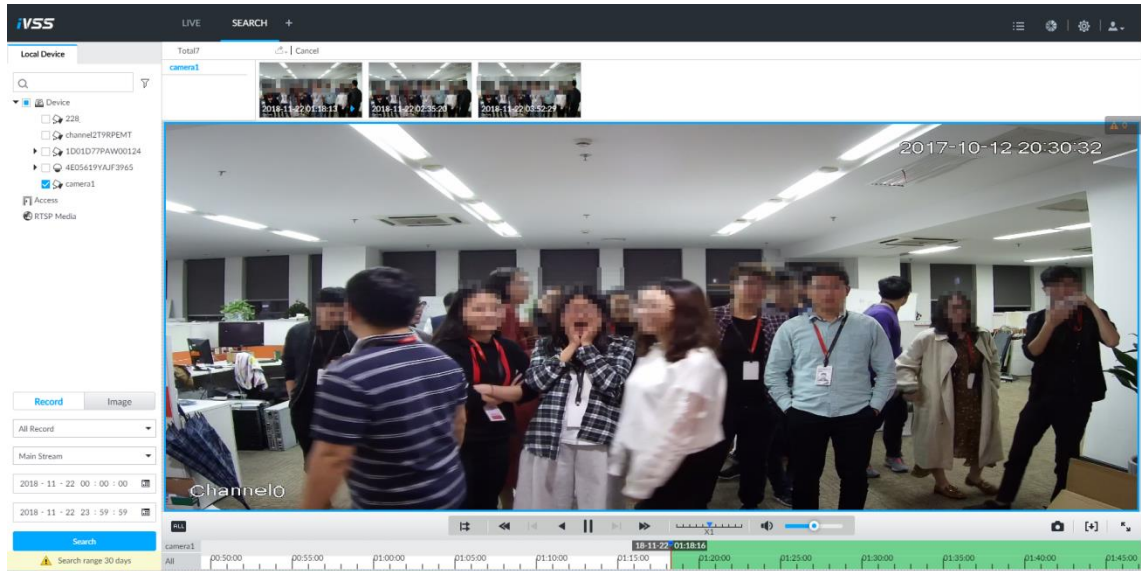 iVSS
LIVE SEARCH +
Local Device
Total7 Cancel
camera1
2018-11-22 01:18:13 2018-11-22 02:35:20 2018-11-22 03:52:29
Device
228
channel2T9RPEMT
1D01D77PAW00124
4E05619YAJF3965
camera1
Access
RTSP Media
2017-10-12 20:30:32
Channel0
Record Image
All Record
Main Stream
2018 - 11 - 22 00 : 00 : 00
2018 - 11 - 22 23 : 59 : 59
Search
Search range 30 days
ALL
X1
camera1
18-11-22 01:18:16
All 00:50:00 00:55:00 01:00:00 01:05:00 01:10:00 01:15:00 01:20:00 01:25:00 01:30:00 01:35:00 01:40:00 01:45:00